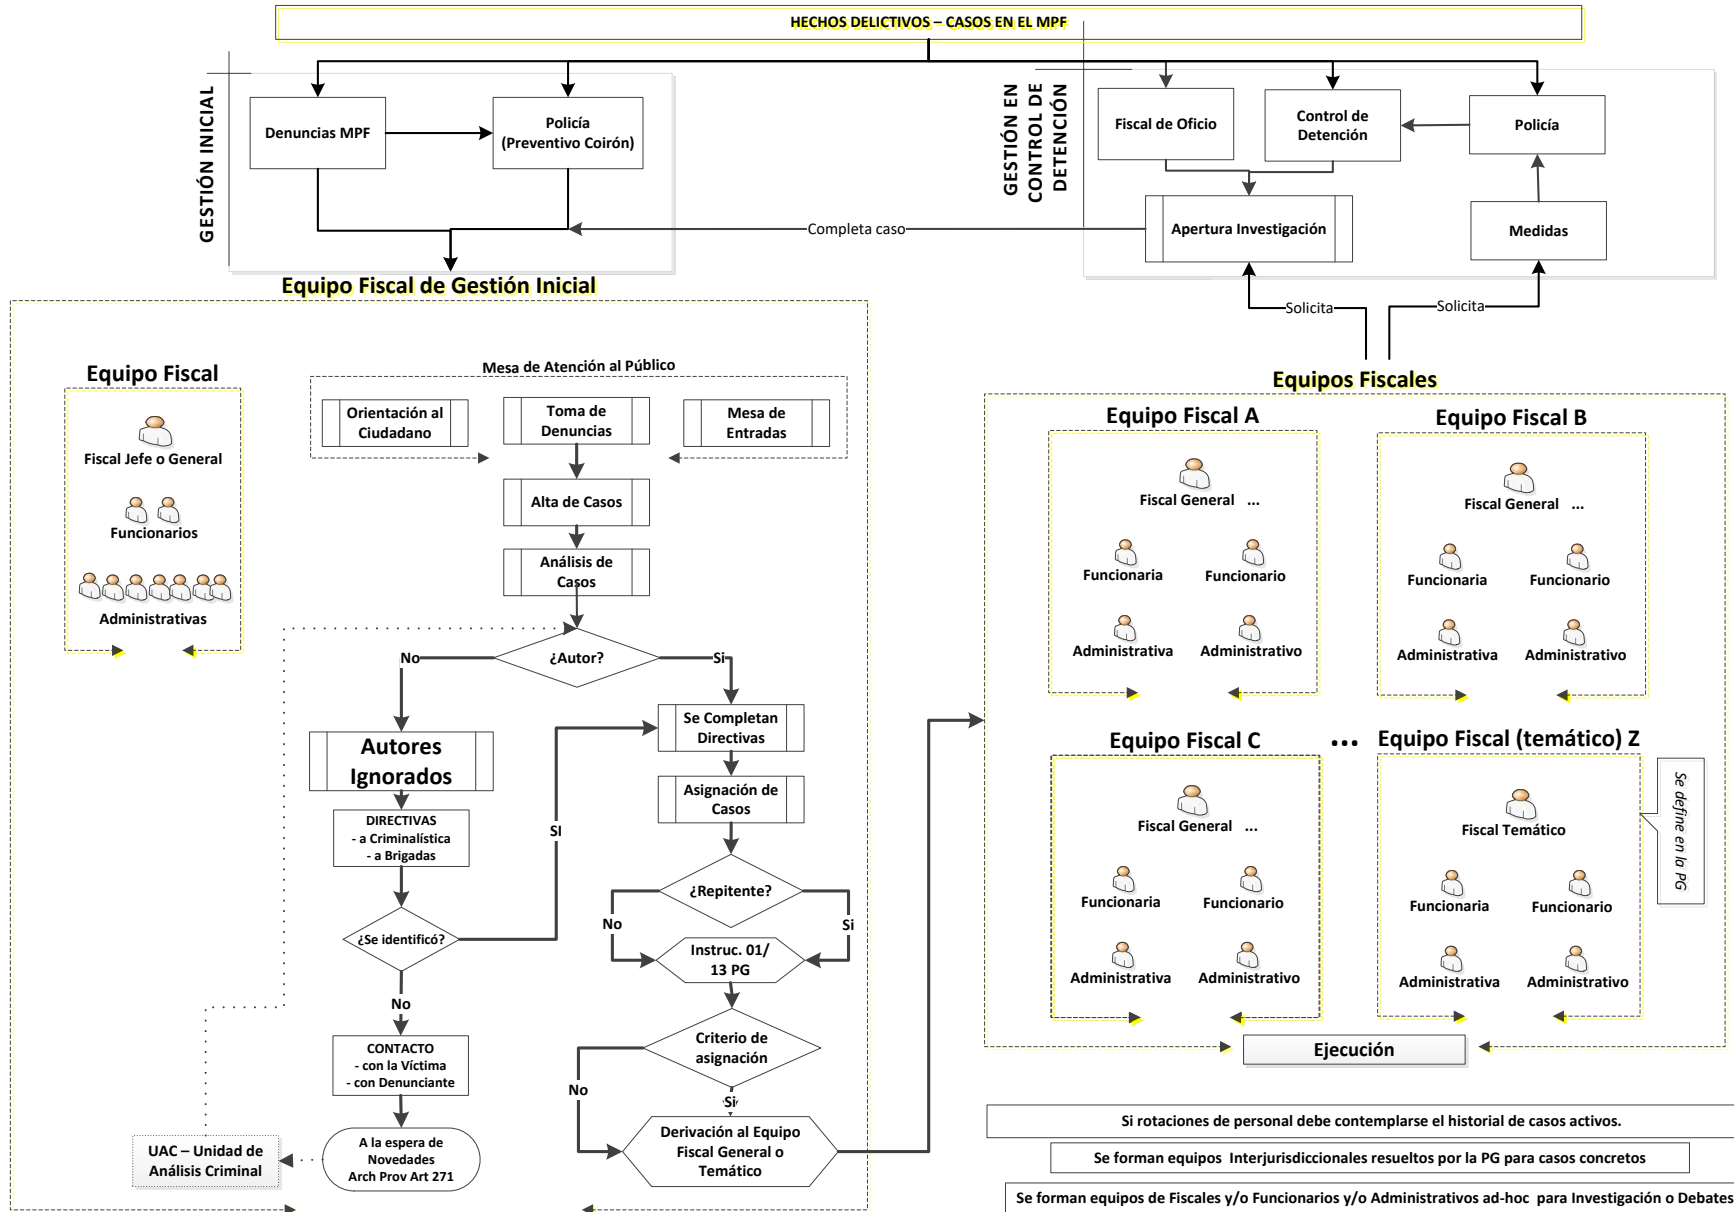 HECHOS DELICTIVOS – CASOS EN EL MPF
GESTIÓN INICIAL
Denuncias MPF
Policía
(Preventivo Coirón)
GESTIÓN EN
CONTROL DE
DETENCIÓN
Fiscal de Oficio
Control de
Detención
Policía
Apertura Investigación
Medidas
Completa caso
Solicita
Solicita
Equipo Fiscal de Gestión Inicial
Equipo Fiscal
Fiscal Jefe o General
Funcionarios
Administrativas
Mesa de Atención al Público
Orientación al
Ciudadano
Toma de
Denuncias
Mesa de
Entradas
Alta de Casos
Análisis de
Casos
¿Autor?
No
Si
Autores
Ignorados
DIRECTIVAS
- a Criminalística
- a Brigadas
¿Se identificó?
SI
No
CONTACTO
- con la Víctima
- con Denunciante
A la espera de
Novedades
Arch Prov Art 271
UAC – Unidad de
Análisis Criminal
Se Completan
Directivas
Asignación de
Casos
¿Repitente?
No
Si
Instruc. 01/
13 PG
Criterio de
asignación
No
Si
Derivación al Equipo
Fiscal General o
Temático
Equipos Fiscales
Equipo Fiscal A
Fiscal General ...
Funcionaria
Funcionario
Administrativa
Administrativo
Equipo Fiscal B
Fiscal General ...
Funcionaria
Funcionario
Administrativa
Administrativo
Equipo Fiscal C
Fiscal General ...
Funcionaria
Funcionario
Administrativa
Administrativo
...
Equipo Fiscal (temático) Z
Fiscal Temático
Funcionaria
Funcionario
Administrativa
Administrativo
Se define en la PG
Ejecución
Si rotaciones de personal debe contemplarse el historial de casos activos.
Se forman equipos Interjurisdiccionales resueltos por la PG para casos concretos
Se forman equipos de Fiscales y/o Funcionarios y/o Administrativos ad-hoc para Investigación o Debates